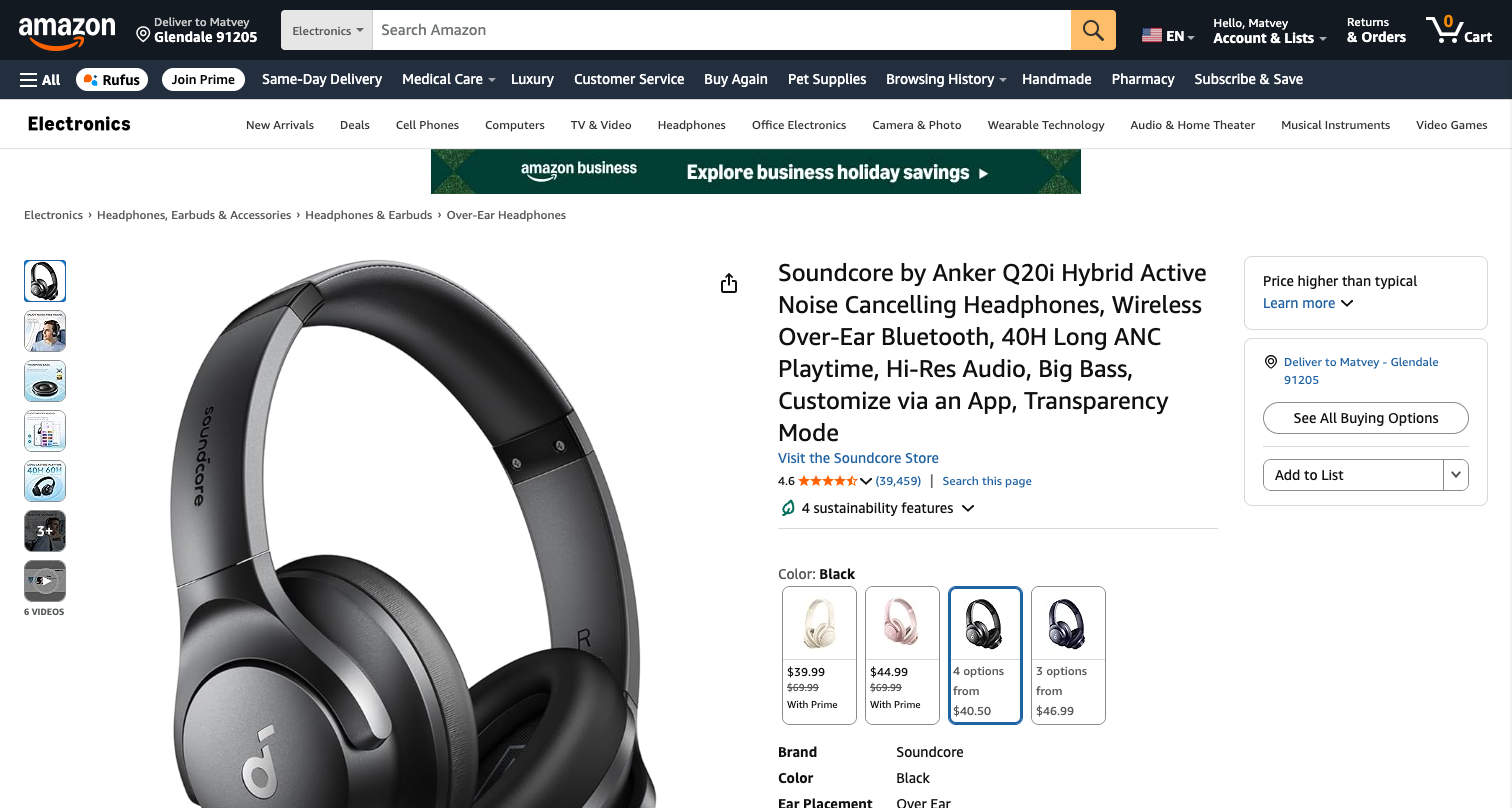 amazon
Deliver to Matvey
Glendale 91205
Electronics
Search Amazon
EN
Hello, Matvey
Account & Lists
Returns
& Orders
0
Cart
All
Rufus
Join Prime
Same-Day Delivery
Medical Care
Luxury
Customer Service
Buy Again
Pet Supplies
Browsing History
Handmade
Pharmacy
Subscribe & Save
Electronics
New Arrivals
Deals
Cell Phones
Computers
TV & Video
Headphones
Office Electronics
Camera & Photo
Wearable Technology
Audio & Home Theater
Musical Instruments
Video Games
amazon business
Explore business holiday savings
Electronics › Headphones, Earbuds & Accessories › Headphones & Earbuds › Over-Ear Headphones
40H 60H
3+
6 VIDEOS
soundcore
R
Soundcore by Anker Q20i Hybrid Active
Noise Cancelling Headphones, Wireless
Over-Ear Bluetooth, 40H Long ANC
Playtime, Hi-Res Audio, Big Bass,
Customize via an App, Transparency
Mode
Visit the Soundcore Store
4.6 (39,459) | Search this page
4 sustainability features
Color: Black
$39.99
$69.99
With Prime
$44.99
$69.99
With Prime
4 options
from
$40.50
3 options
from
$46.99
Brand Soundcore
Color Black
Ear Placement Over Ear
Price higher than typical
Learn more
Deliver to Matvey - Glendale
91205
See All Buying Options
Add to List